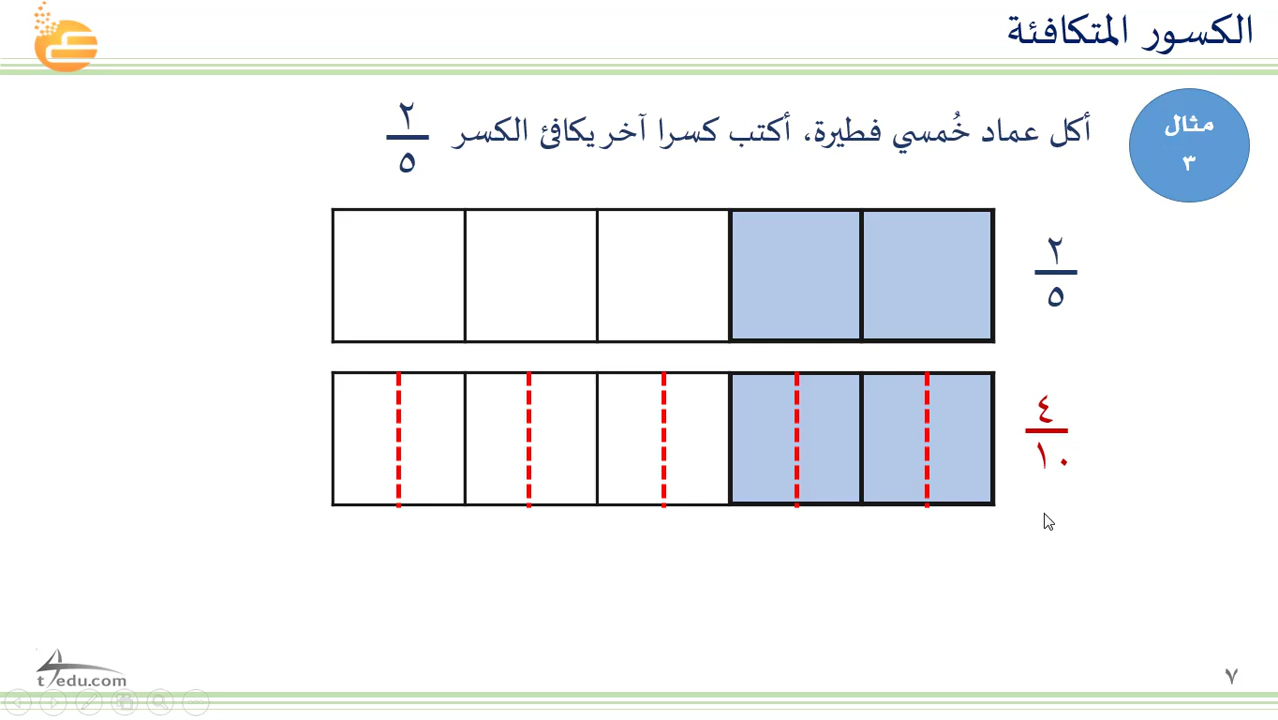 الكسور المتكافئة
مثال
٣
أكل عماد خُمسي فطيرة، أكتب كسرا آخر يكافئ الكسر ٢/٥
٢
٥
٤
١٠
t4edu.com
٧